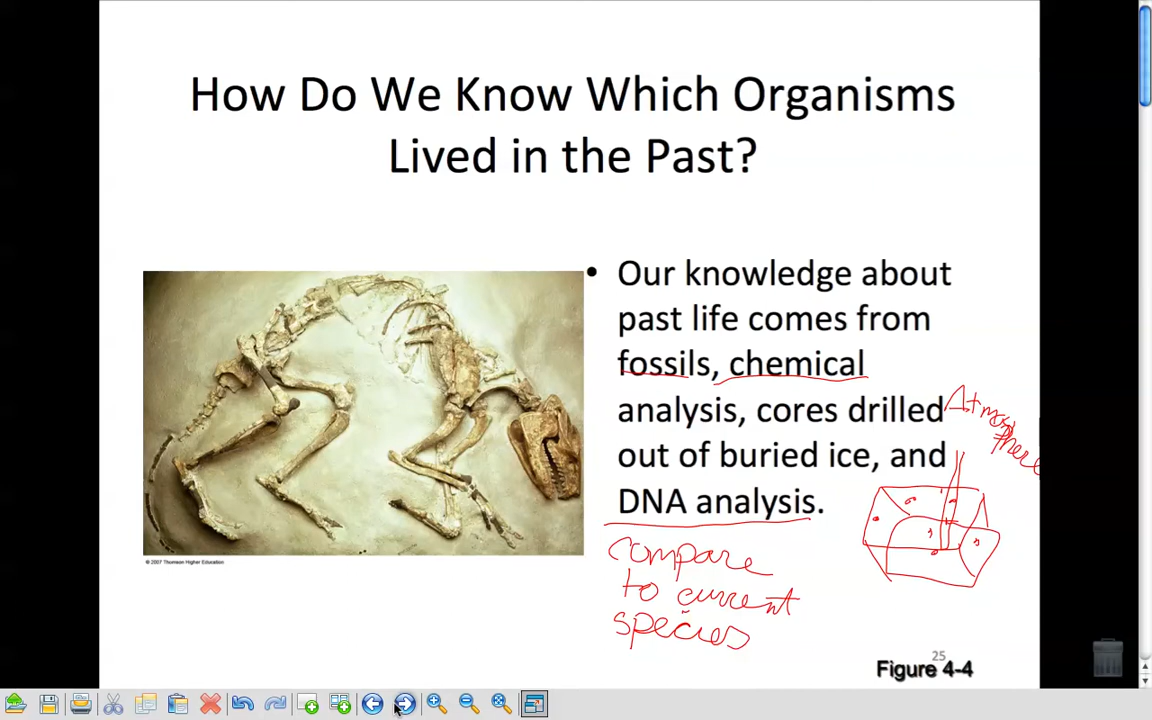 How Do We Know Which Organisms
Lived in the Past?
• Our knowledge about
past life comes from
fossils, chemical
analysis, cores drilled
out of buried ice, and
DNA analysis.
Atmosphere
compare
to current
species
© 2007 Thomson Higher Education
25
Figure 4-4